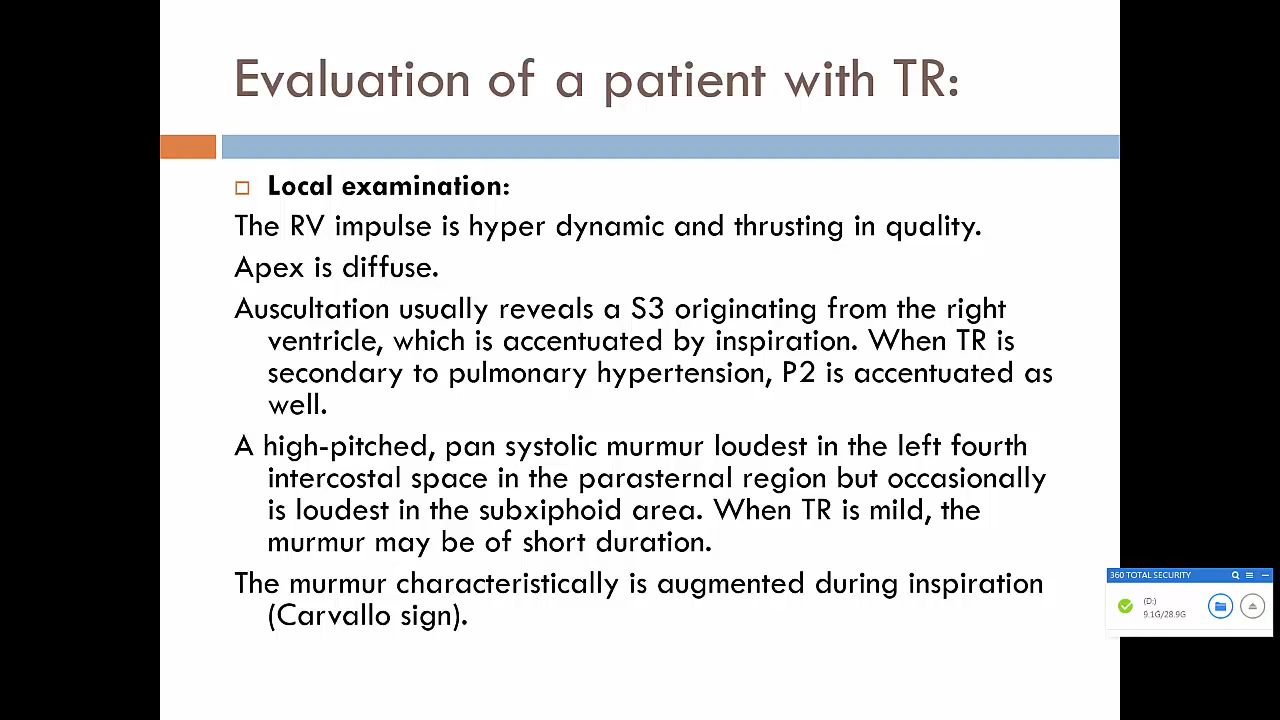 Evaluation of a patient with TR:
Local examination:
The RV impulse is hyper dynamic and thrusting in quality.
Apex is diffuse.
Auscultation usually reveals a S3 originating from the right
ventricle, which is accentuated by inspiration. When TR is
secondary to pulmonary hypertension, P2 is accentuated as
well.
A high-pitched, pan systolic murmur loudest in the left fourth
intercostal space in the parasternal region but occasionally
is loudest in the subxiphoid area. When TR is mild, the
murmur may be of short duration.
The murmur characteristically is augmented during inspiration
(Carvallo sign).
360 TOTAL SECURITY
(D:)
9.1G/28.9G